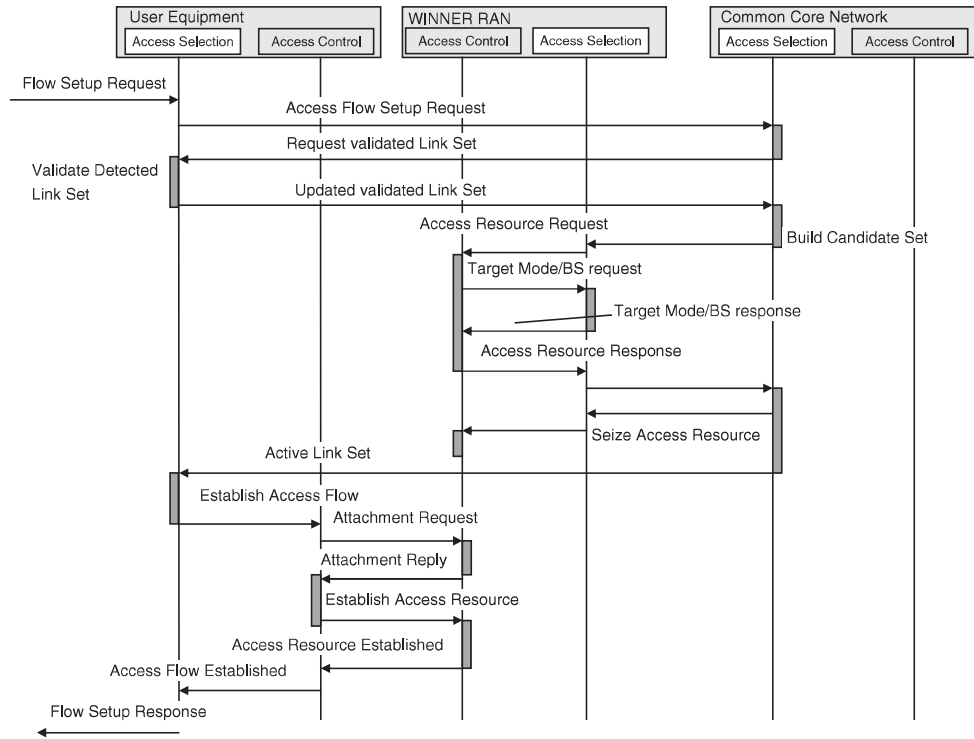 User Equipment
WINNER RAN
Common Core Network
Access Selection
Access Control
Access Control
Access Selection
Access Selection
Access Control
Flow Setup Request
Access Flow Setup Request
Request validated Link Set
Validate Detected
Link Set
Updated validated Link Set
Access Resource Request
Build Candidate Set
Target Mode/BS request
Target Mode/BS response
Access Resource Response
Seize Access Resource
Active Link Set
Establish Access Flow
Attachment Request
Attachment Reply
Establish Access Resource
Access Resource Established
Access Flow Established
Flow Setup Response